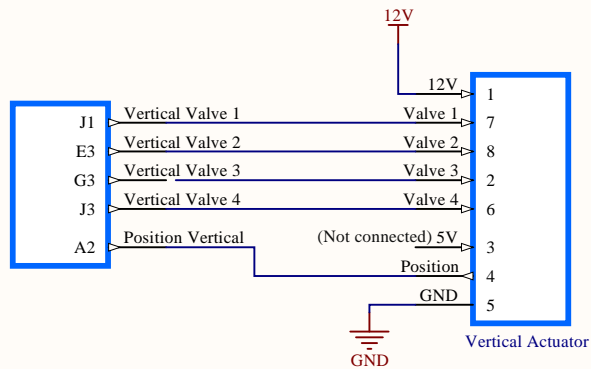 12V
12V 1
J1 Vertical Valve 1 Valve 1 7
E3 Vertical Valve 2 Valve 2 8
G3 Vertical Valve 3 Valve 3 2
J3 Vertical Valve 4 Valve 4 6
A2 Position Vertical (Not connected) 5V 3
Position 4
GND 5
Vertical Actuator
GND